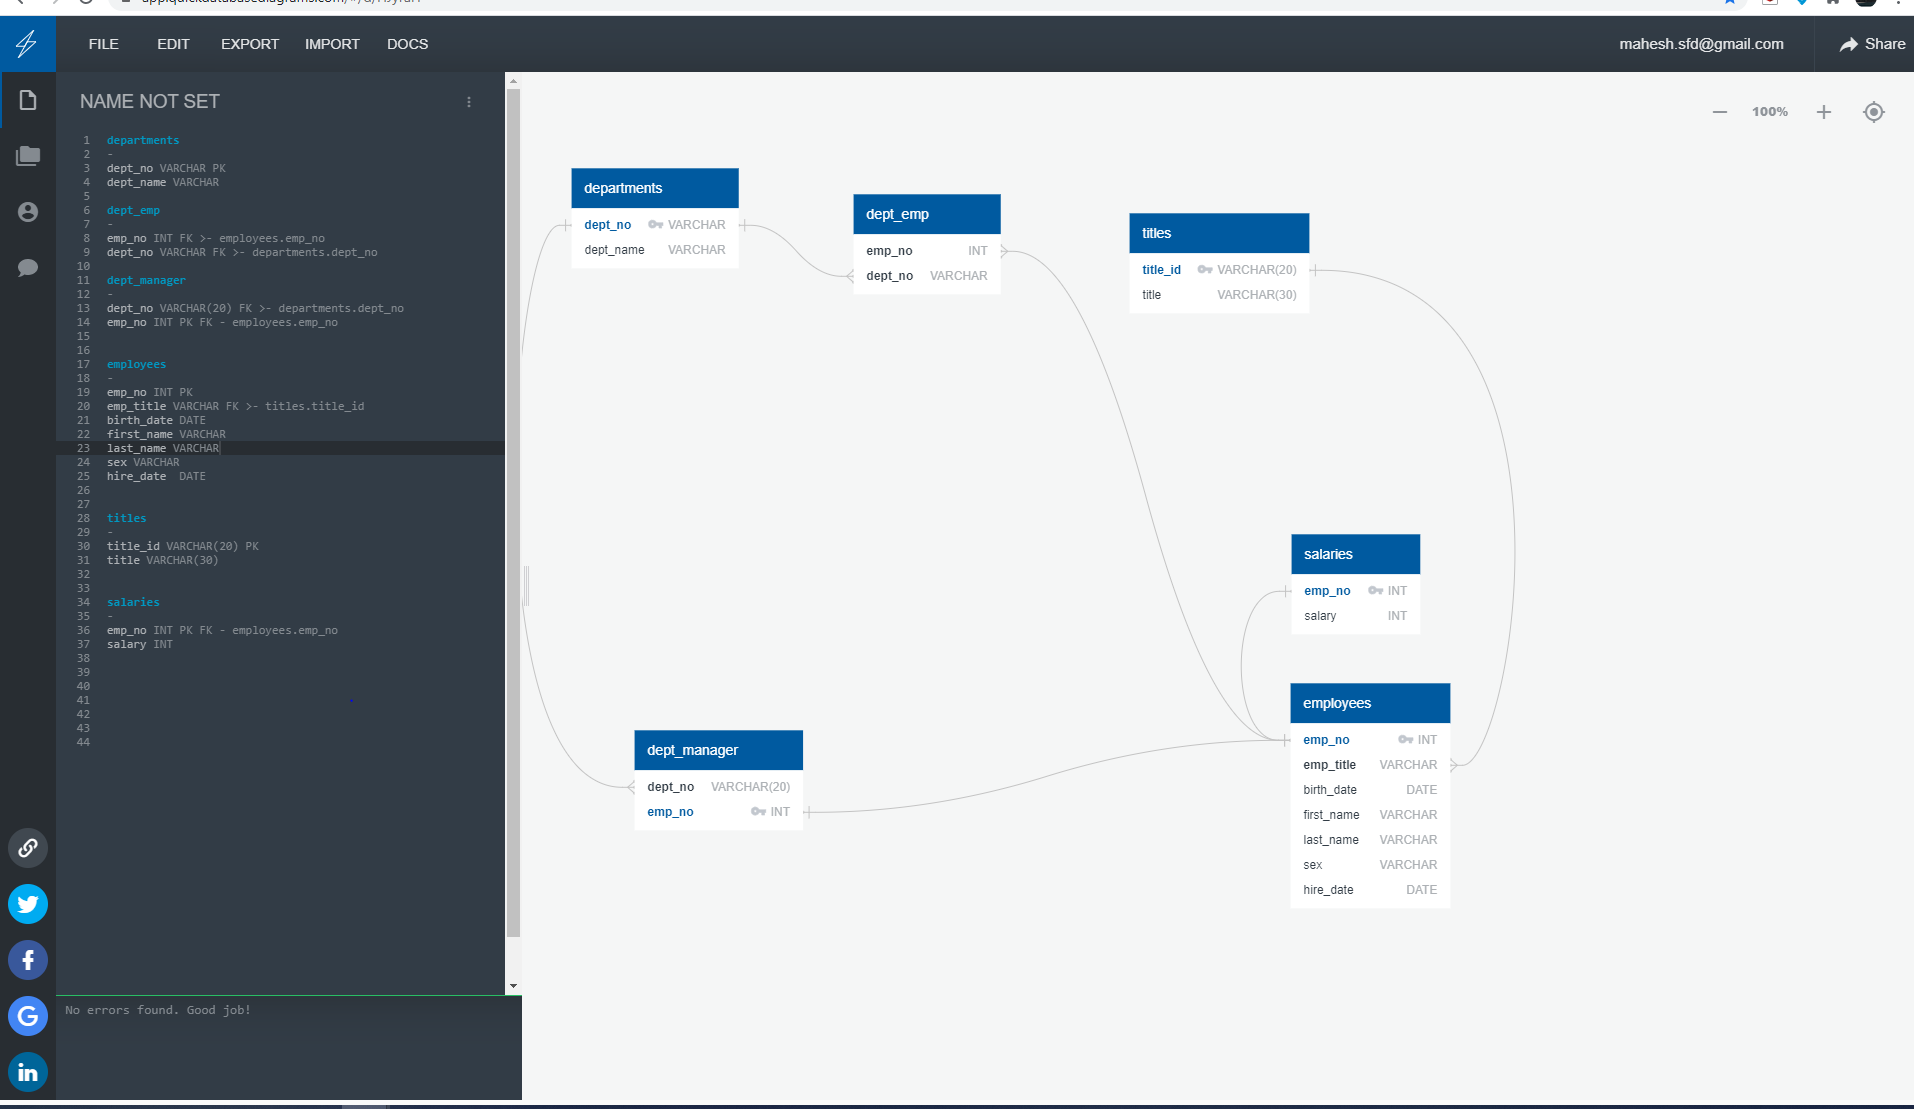 FILE EDIT EXPORT IMPORT DOCS mahesh.sfd@gmail.com Share
NAME NOT SET
1 departments
2 -
3 dept_no VARCHAR PK
4 dept_name VARCHAR
5
6 dept_emp
7 -
8 emp_no INT FK >- employees.emp_no
9 dept_no VARCHAR FK >- departments.dept_no
10
11 dept_manager
12 -
13 dept_no VARCHAR(20) FK >- departments.dept_no
14 emp_no INT PK FK - employees.emp_no
15
16
17 employees
18 -
19 emp_no INT PK
20 emp_title VARCHAR FK >- titles.title_id
21 birth_date DATE
22 first_name VARCHAR
23 last_name VARCHAR
24 sex VARCHAR
25 hire_date  DATE
26
27
28 titles
29 -
30 title_id VARCHAR(20) PK
31 title VARCHAR(30)
32
33
34 salaries
35 -
36 emp_no INT PK FK - employees.emp_no
37 salary INT
38
39
40
41
42
43
44
No errors found. Good job!
100%
departments
dept_no VARCHAR
dept_name VARCHAR
dept_emp
emp_no INT
dept_no VARCHAR
titles
title_id VARCHAR(20)
title VARCHAR(30)
salaries
emp_no INT
salary INT
dept_manager
dept_no VARCHAR(20)
emp_no INT
employees
emp_no INT
emp_title VARCHAR
birth_date DATE
first_name VARCHAR
last_name VARCHAR
sex VARCHAR
hire_date DATE